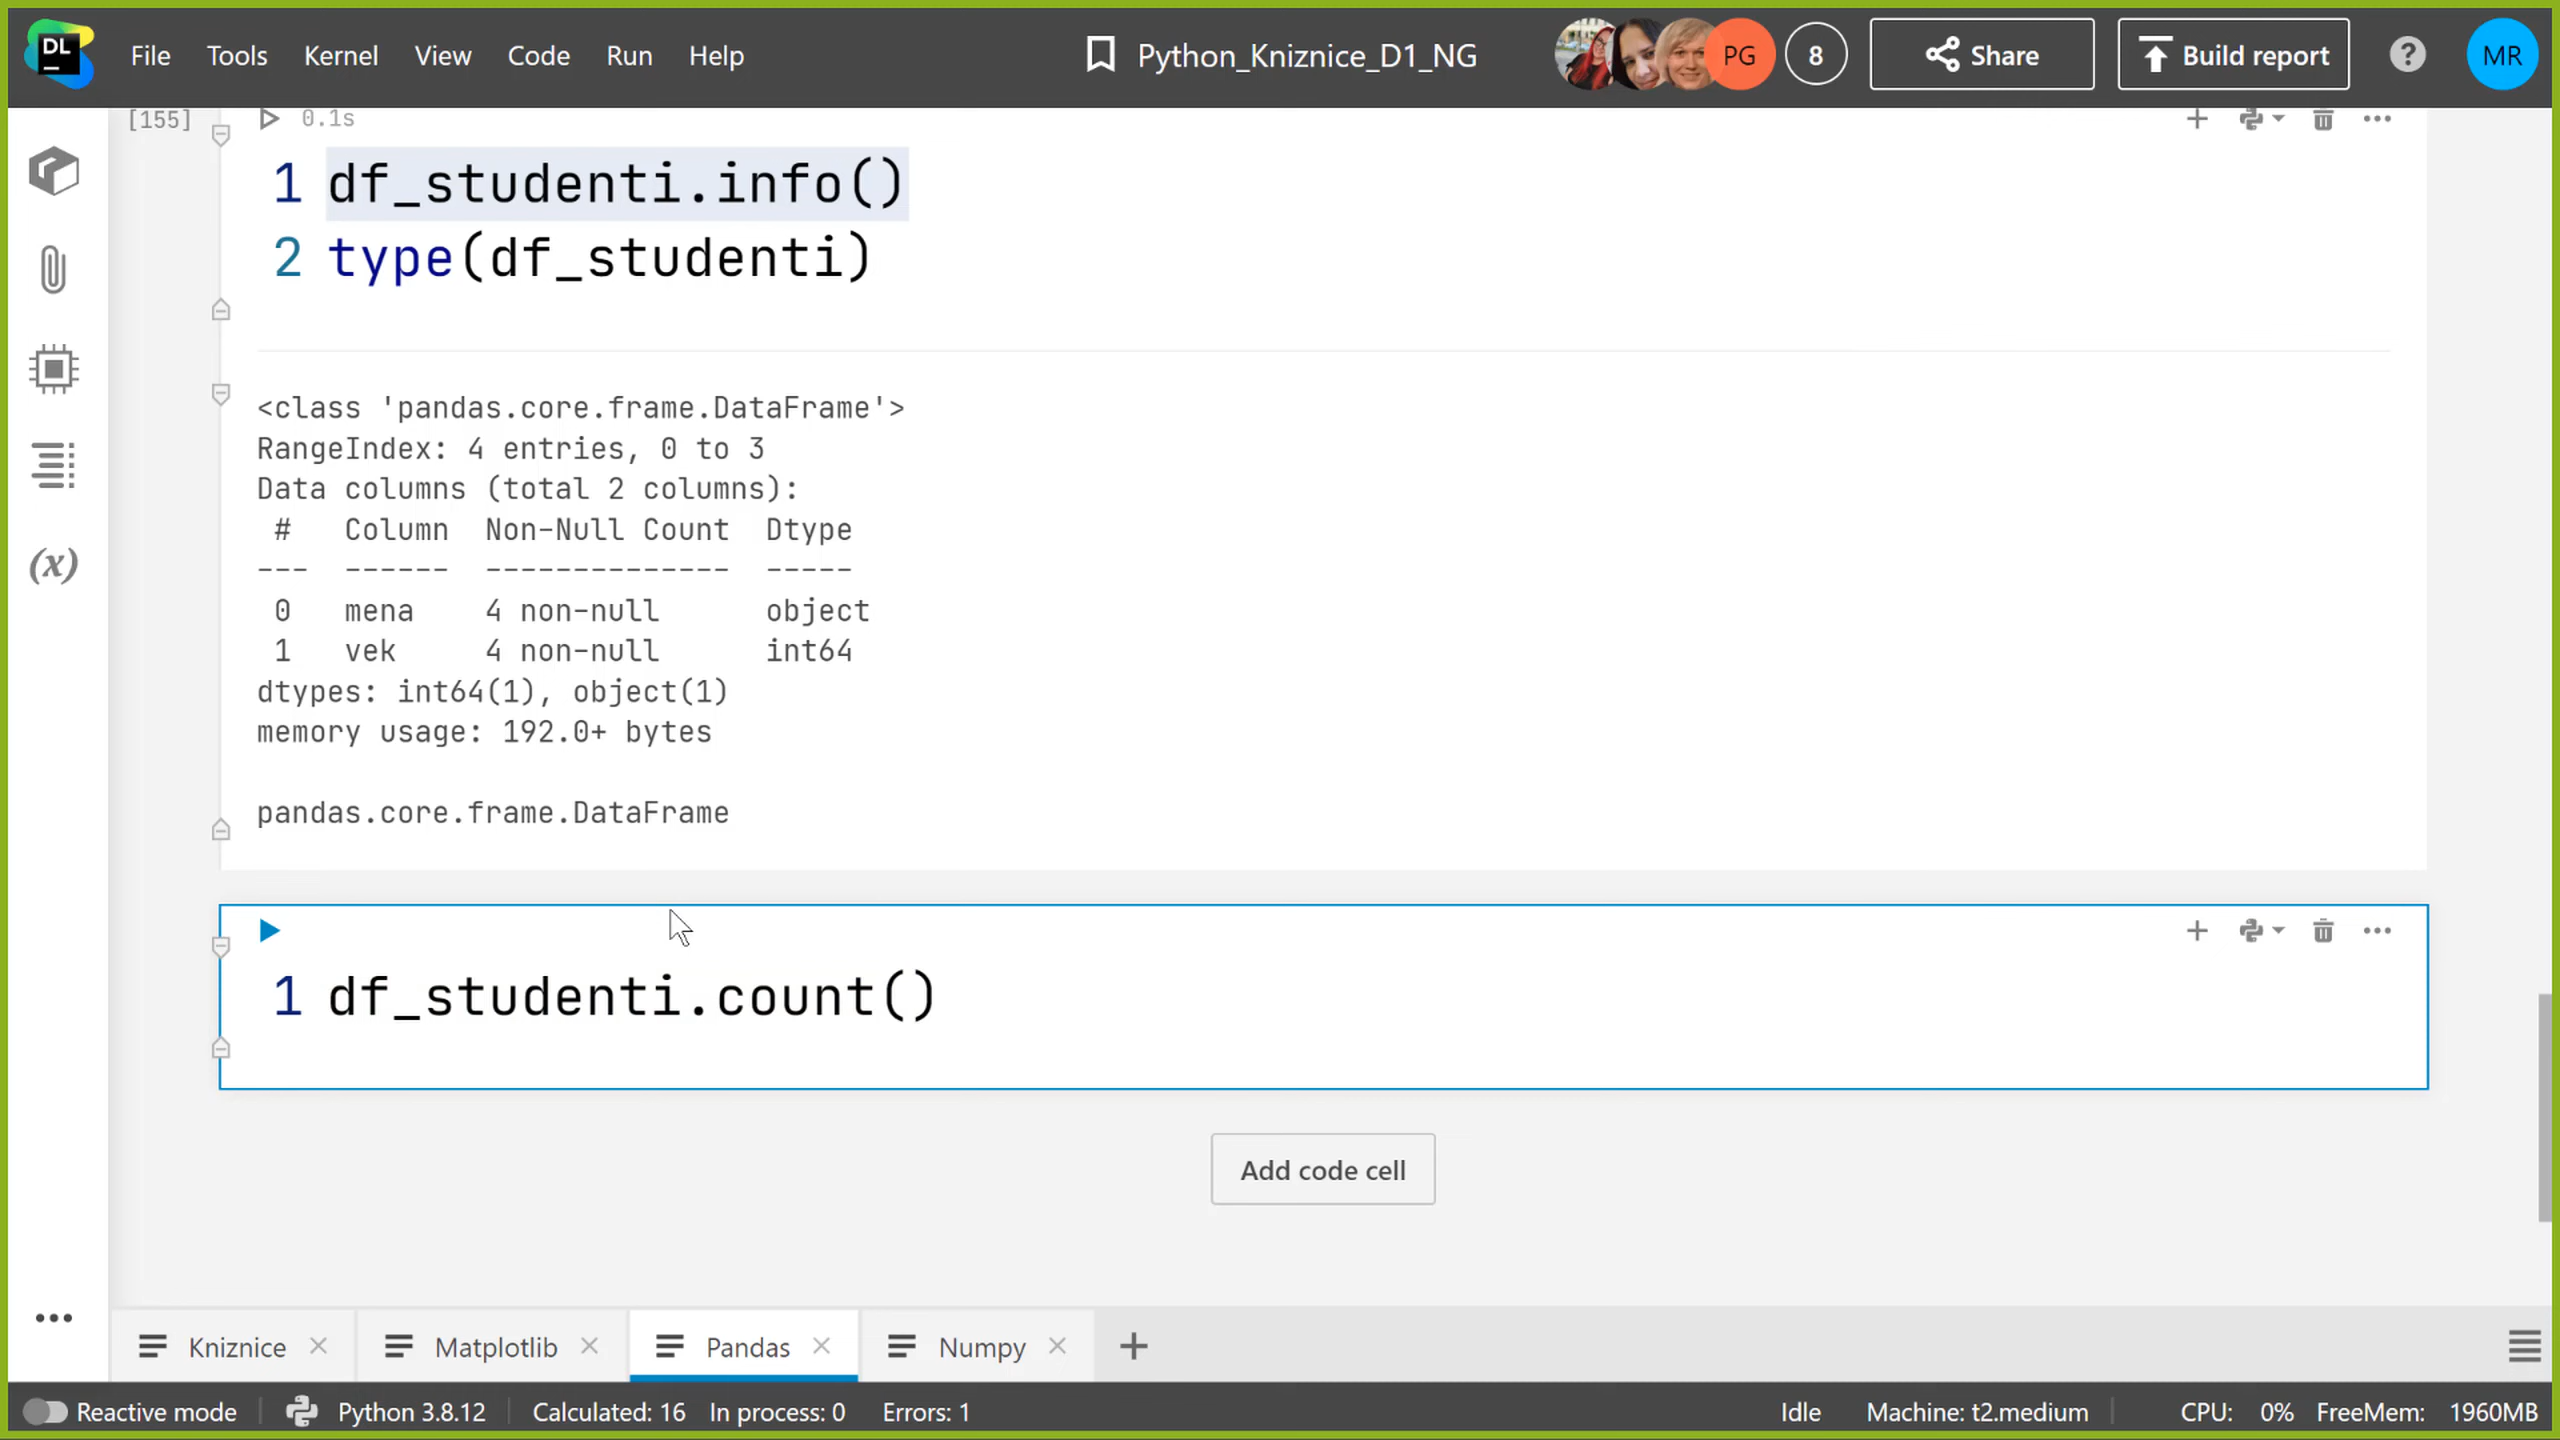 DL
File Tools Kernel View Code Run Help
Python_Kniznice_D1_NG
PG
8
Share
Build report
?
MR
[155]
0.1s
1 df_studenti.info()
2 type(df_studenti)
<class 'pandas.core.frame.DataFrame'>
RangeIndex: 4 entries, 0 to 3
Data columns (total 2 columns):
# Column Non-Null Count Dtype
--- ------ -------------- -----
0 mena 4 non-null object
1 vek 4 non-null int64
dtypes: int64(1), object(1)
memory usage: 192.0+ bytes
pandas.core.frame.DataFrame
1 df_studenti.count()
(x)
Add code cell
Kniznice Matplotlib Pandas Numpy
Reactive mode Python 3.8.12 Calculated: 16 In process: 0 Errors: 1 Idle Machine: t2.medium CPU: 0% FreeMem: 1960MB